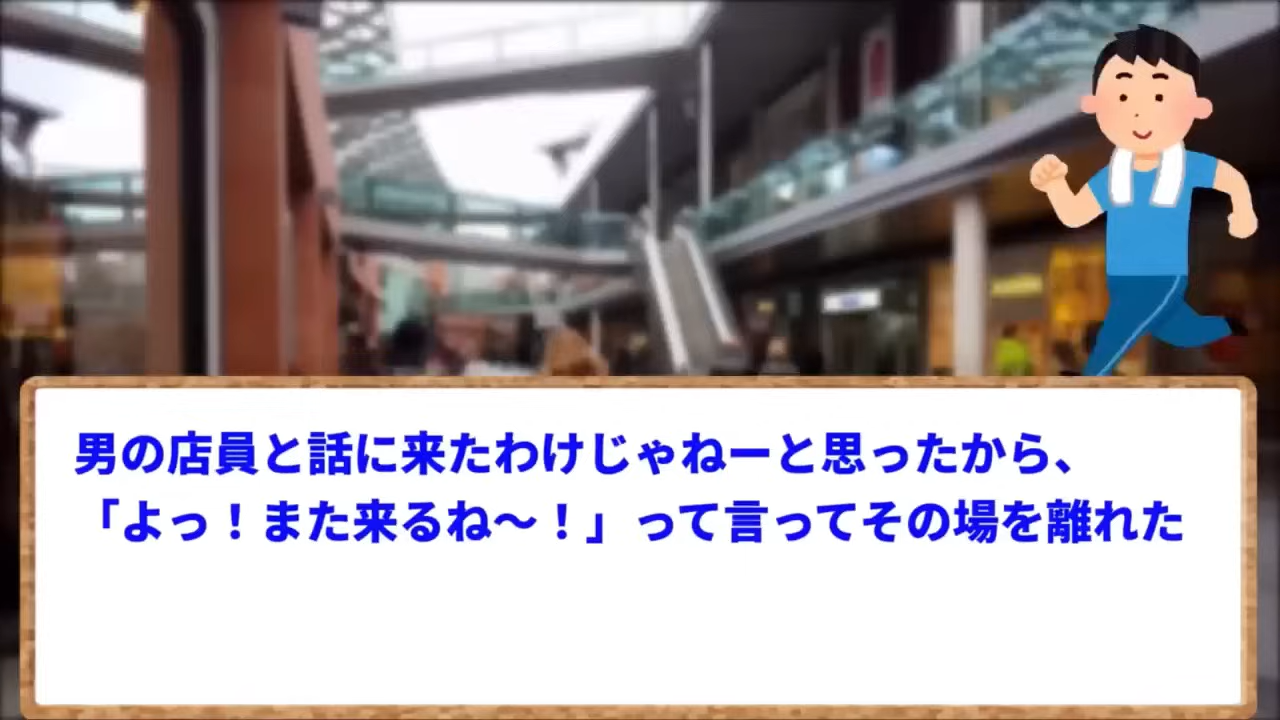 男の店員と話に来たわけじゃねーと思ったから、
「よっ！また来るね〜！」って言ってその場を離れた